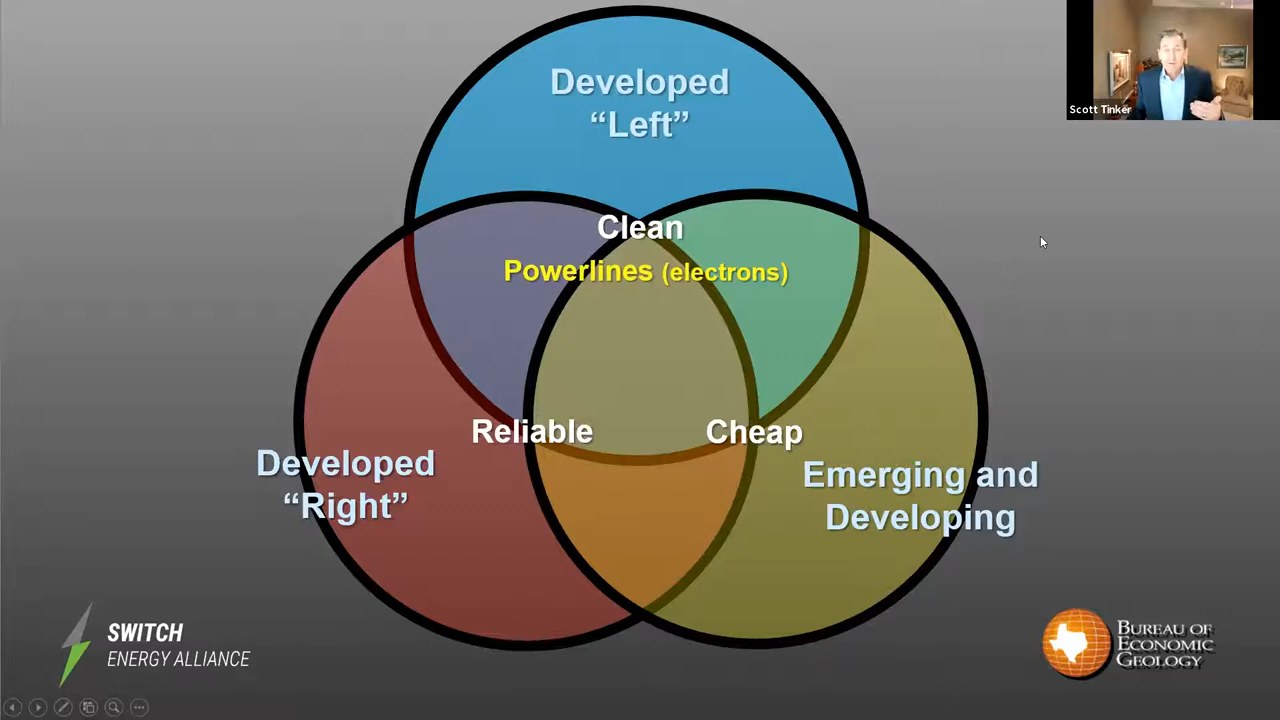 Developed
“Left”
Scott Tinker
Clean
Powerlines (electrons)
Reliable
Cheap
Developed
“Right”
Emerging and
Developing
SWITCH
ENERGY ALLIANCE
BUREAU OF
ECONOMIC
GEOLOGY